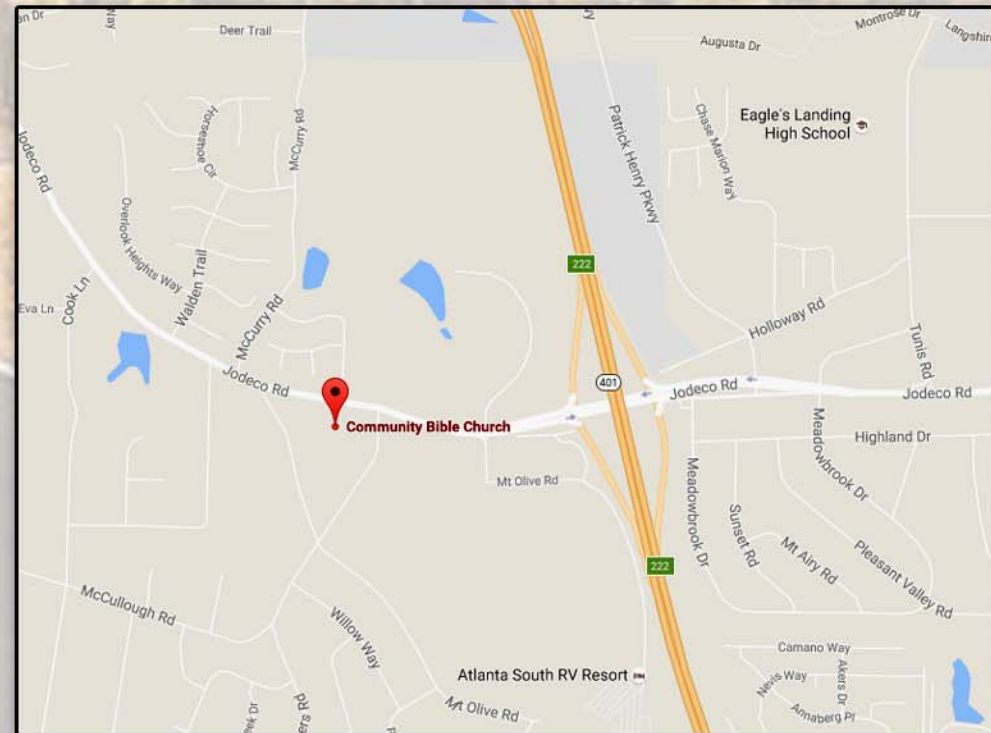 Deer Trail
Montrose Dr
Augusta Dr
Eagle's Landing
High School
Horseshoe Cir
McCurry Rd
Patrick Henry Pkwy
Chase Marion Way
Jodeco Rd
Overlook Heights Way
Walden Trail
222
Cook Ln
Eva Ln
McCurry Rd
Holloway Rd
Tunis Rd
401
Jodeco Rd
Jodeco Rd
Jodeco Rd
Community Bible Church
Highland Dr
Meadowbrook Dr
Mt Olive Rd
Meadowbrook Dr
Sunset Rd
Mt Airy Rd
Pleasant Valley Rd
222
McCullough Rd
Willow Way
Camano Way
Atlanta South RV Resort
Nevis Way
Akers Dr
Annaberg Pl
Mt Olive Rd